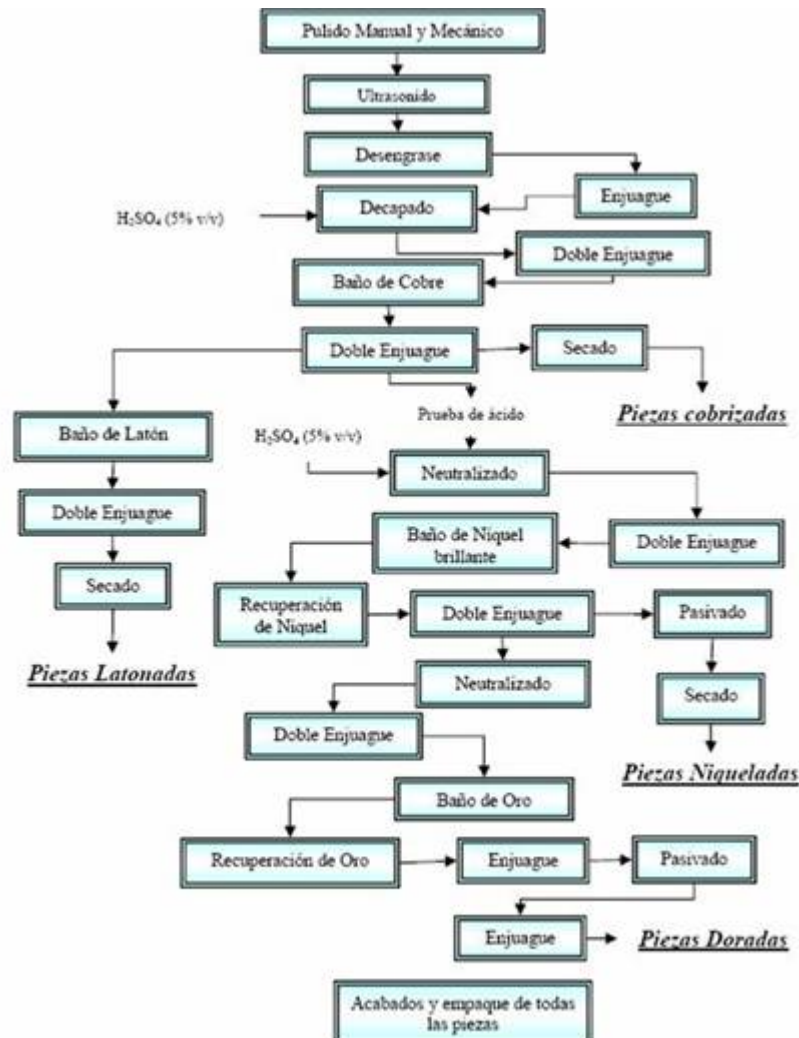 Pulido Manual y Mecánico
Ultrasonido
Desengrase
Enjuague
H₂SO₄ (5% v/v)
Decapado
Doble Enjuague
Baño de Cobre
Doble Enjuague
Secado
Piezas cobrizadas
Baño de Latón
Prueba de ácido
H₂SO₄ (5% v/v)
Neutralizado
Doble Enjuague
Baño de Niquel
brillante
Doble Enjuague
Secado
Recuperación
de Niquel
Doble Enjuague
Pasivado
Piezas Latonadas
Neutralizado
Secado
Doble Enjuague
Piezas Niqueladas
Baño de Oro
Recuperación de Oro
Enjuague
Pasivado
Enjuague
Piezas Doradas
Acabados y empaque de todas
las piezas